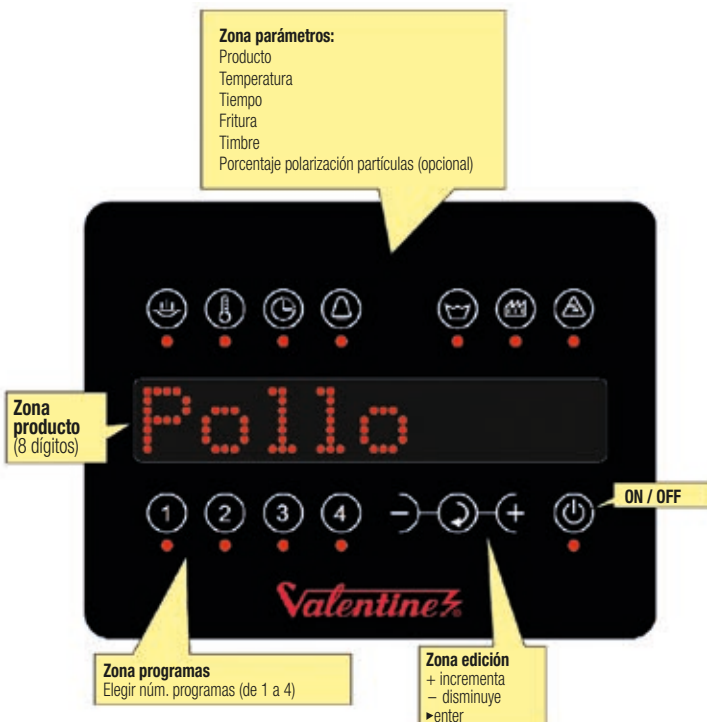 Zona parámetros:
Producto
Temperatura
Tiempo
Fritura
Timbre
Porcentaje polarización partículas (opcional)
Zona
producto
(8 dígitos)
Pollo
1 2 3 4
ON / OFF
Valentine
Zona programas
Elegir núm. programas (de 1 a 4)
Zona edición
+ incrementa
− disminuye
▸enter